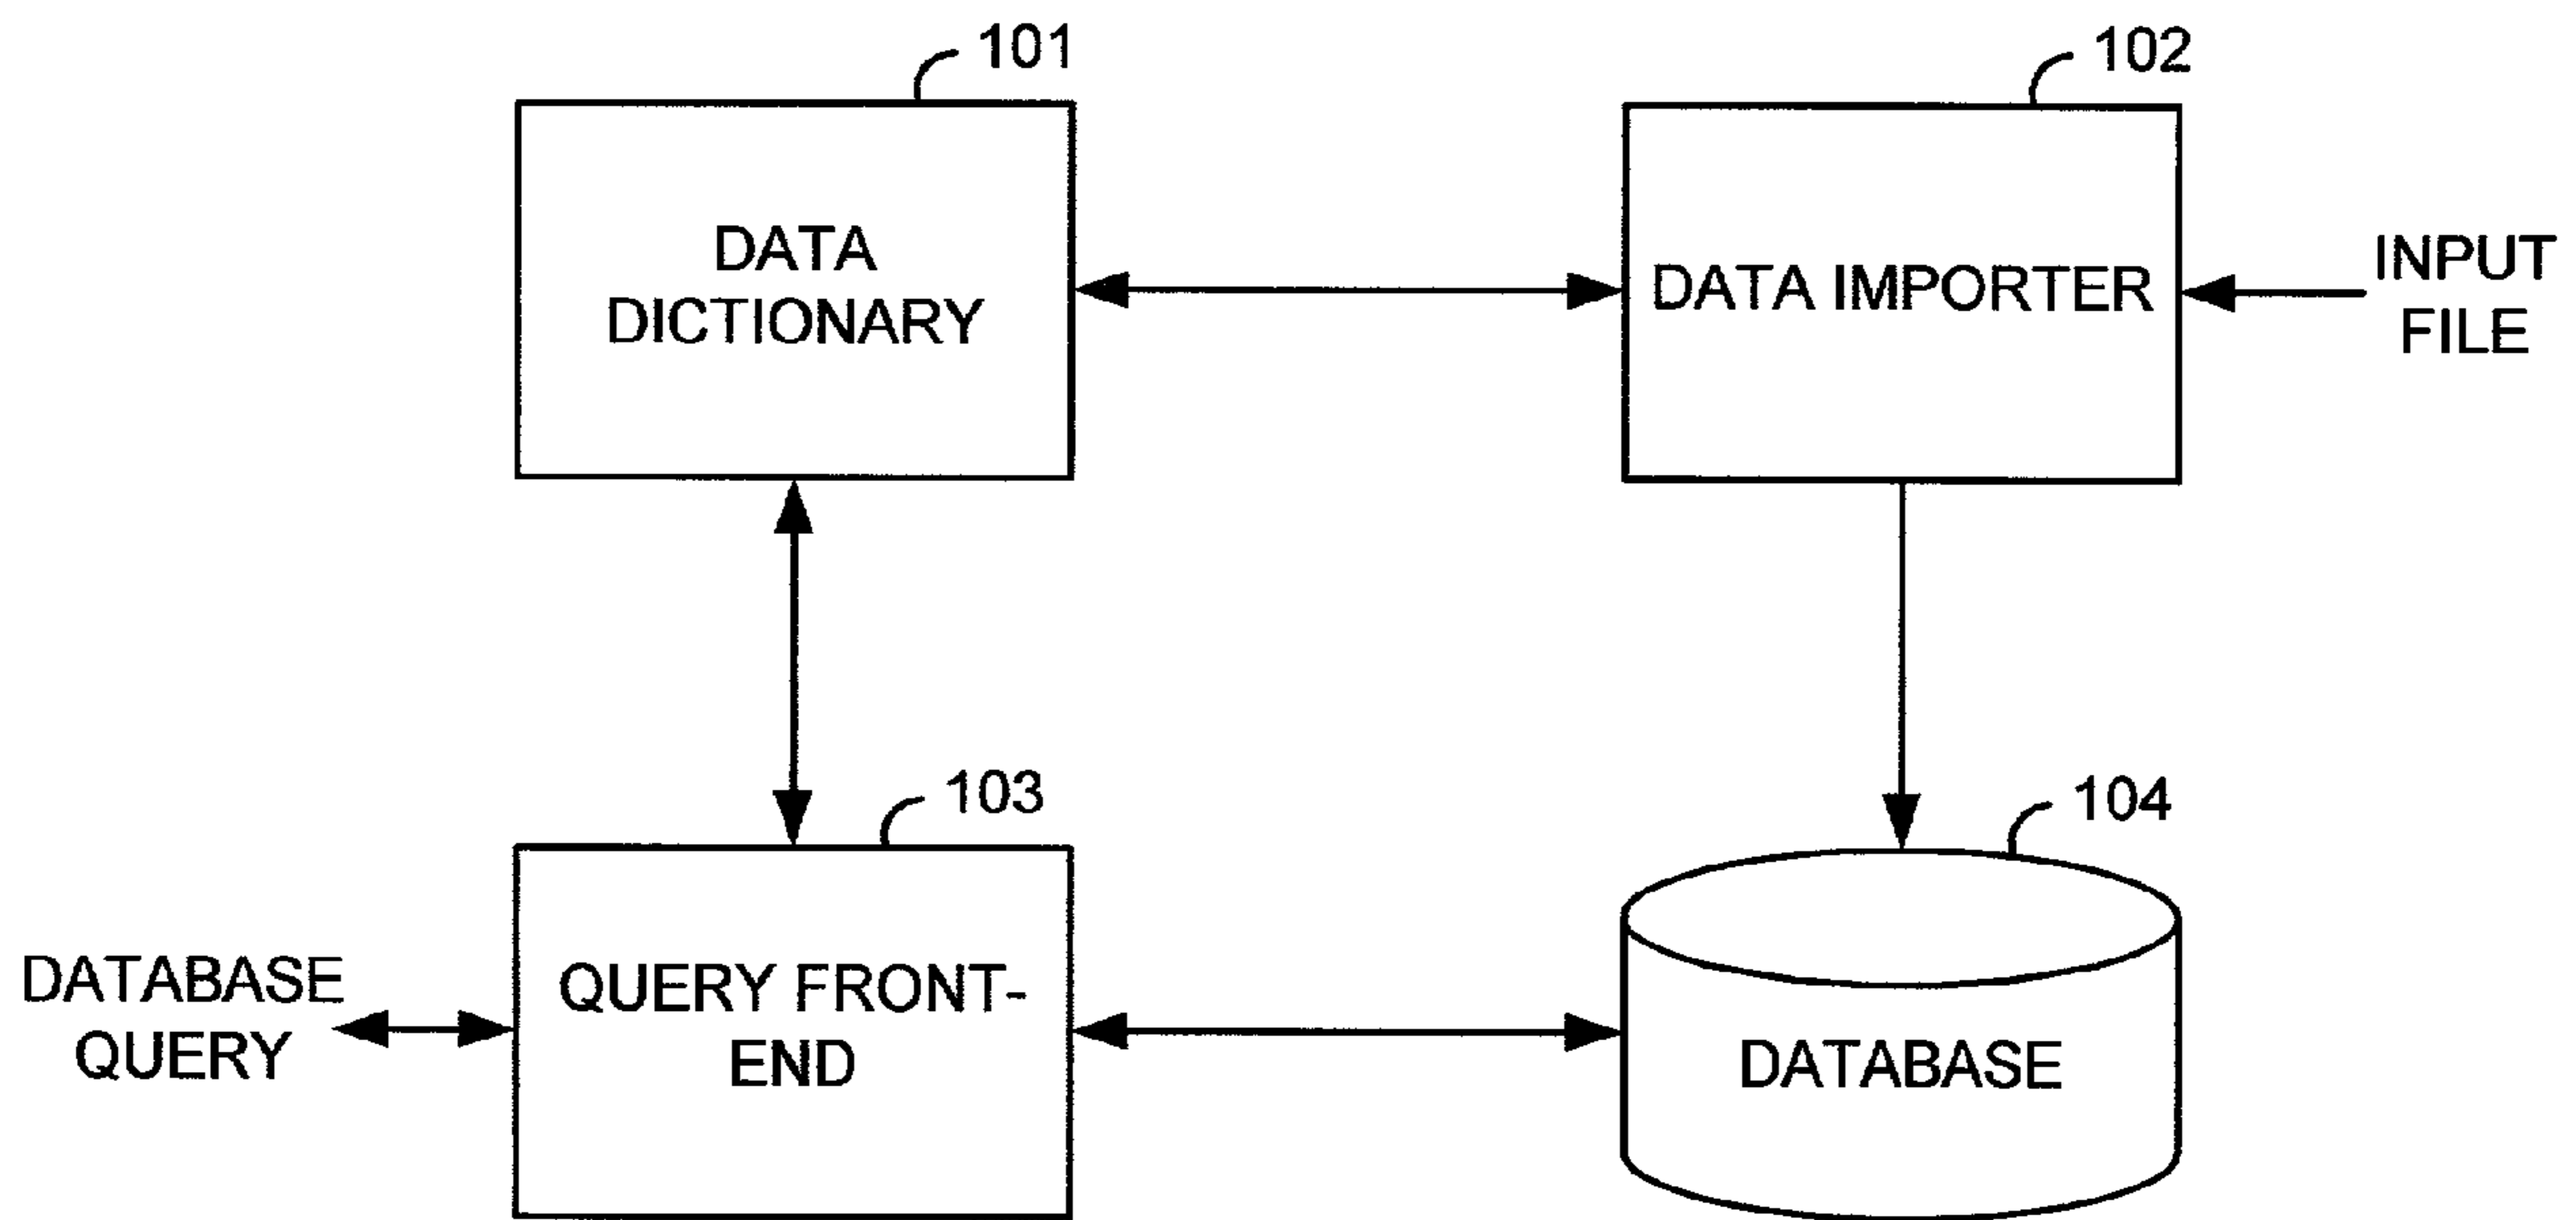 101
102
DATA
DICTIONARY
DATA IMPORTER
INPUT
FILE
103
104
DATABASE
QUERY
QUERY FRONT-
END
DATABASE